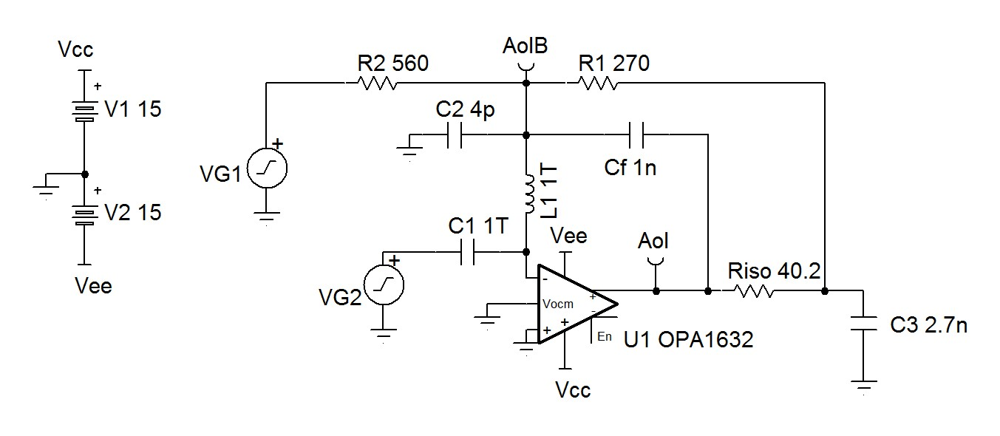 AolB
Vcc
R2 560
R1 270
+
V1 15
C2 4p
+
VG1
Cf 1n
L1 1T
+
V2 15
C1 1T
Vee
Aol
+
Riso 40.2
Vee
VG2
-
Vocm
+
-
+
+
En
U1 OPA1632
C3 2.7n
Vcc